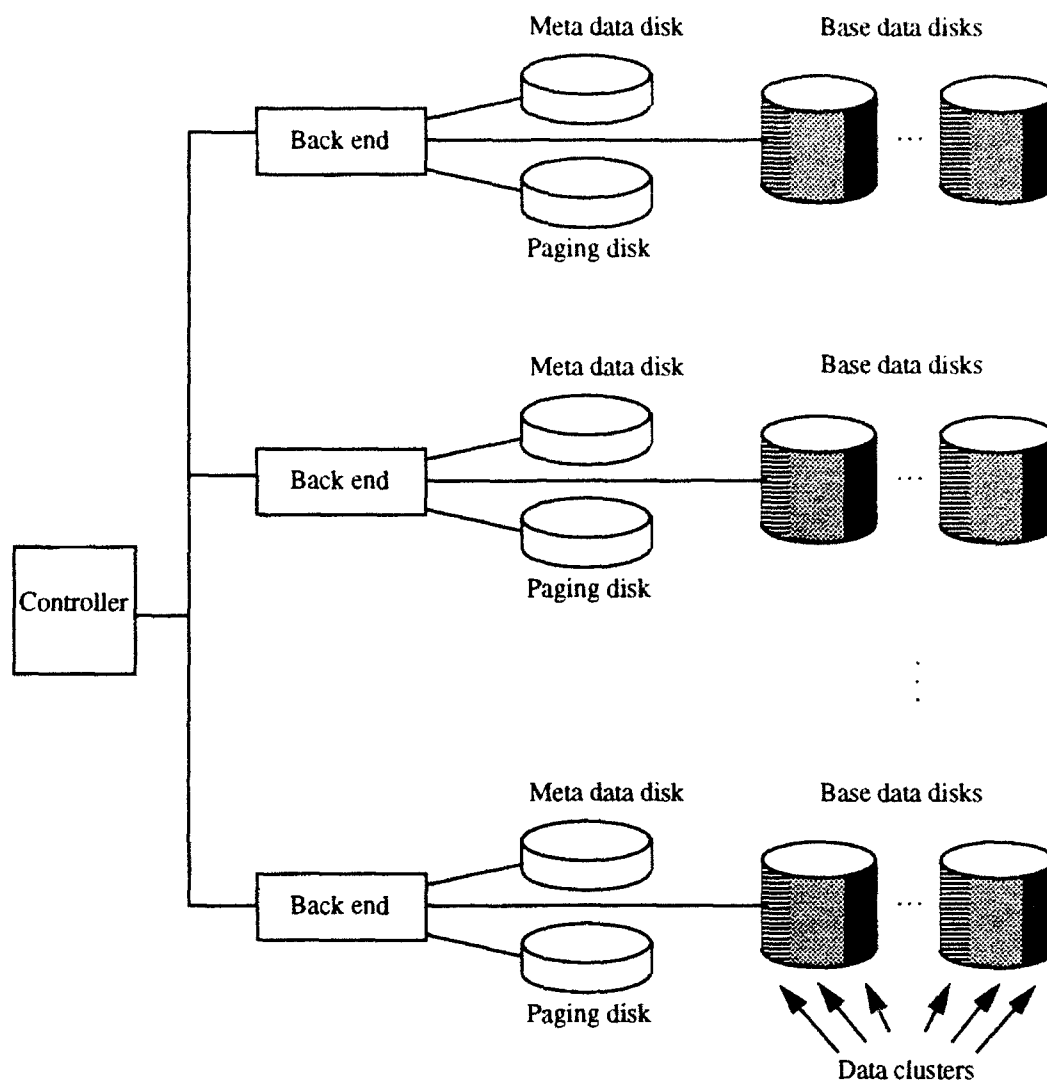 Meta data disk
Base data disks
Back end
...
Paging disk
Meta data disk
Base data disks
Back end
...
Paging disk
Controller
Meta data disk
Base data disks
Back end
...
Paging disk
Data clusters